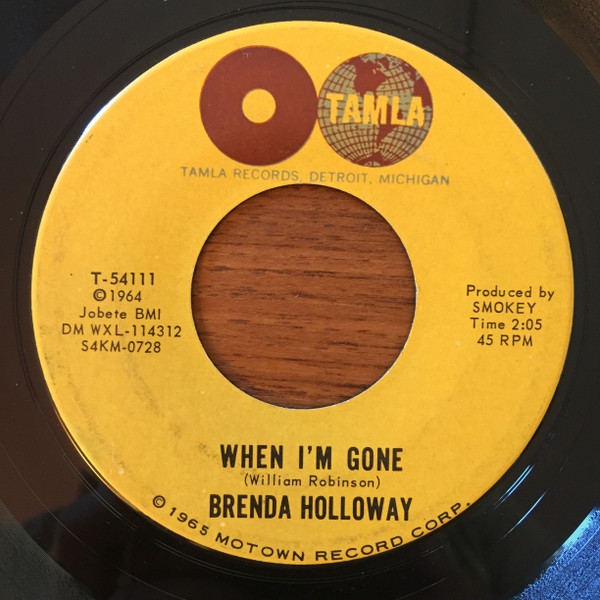 TAMLA
TAMLA RECORDS, DETROIT, MICHIGAN
T-54111
©1964
Jobete BMI
DM WXL-114312
S4KM-0728
Produced by
SMOKEY
Time 2:05
45 RPM
WHEN I'M GONE
(William Robinson)
BRENDA HOLLOWAY
© 1965 MOTOWN RECORD CORP.